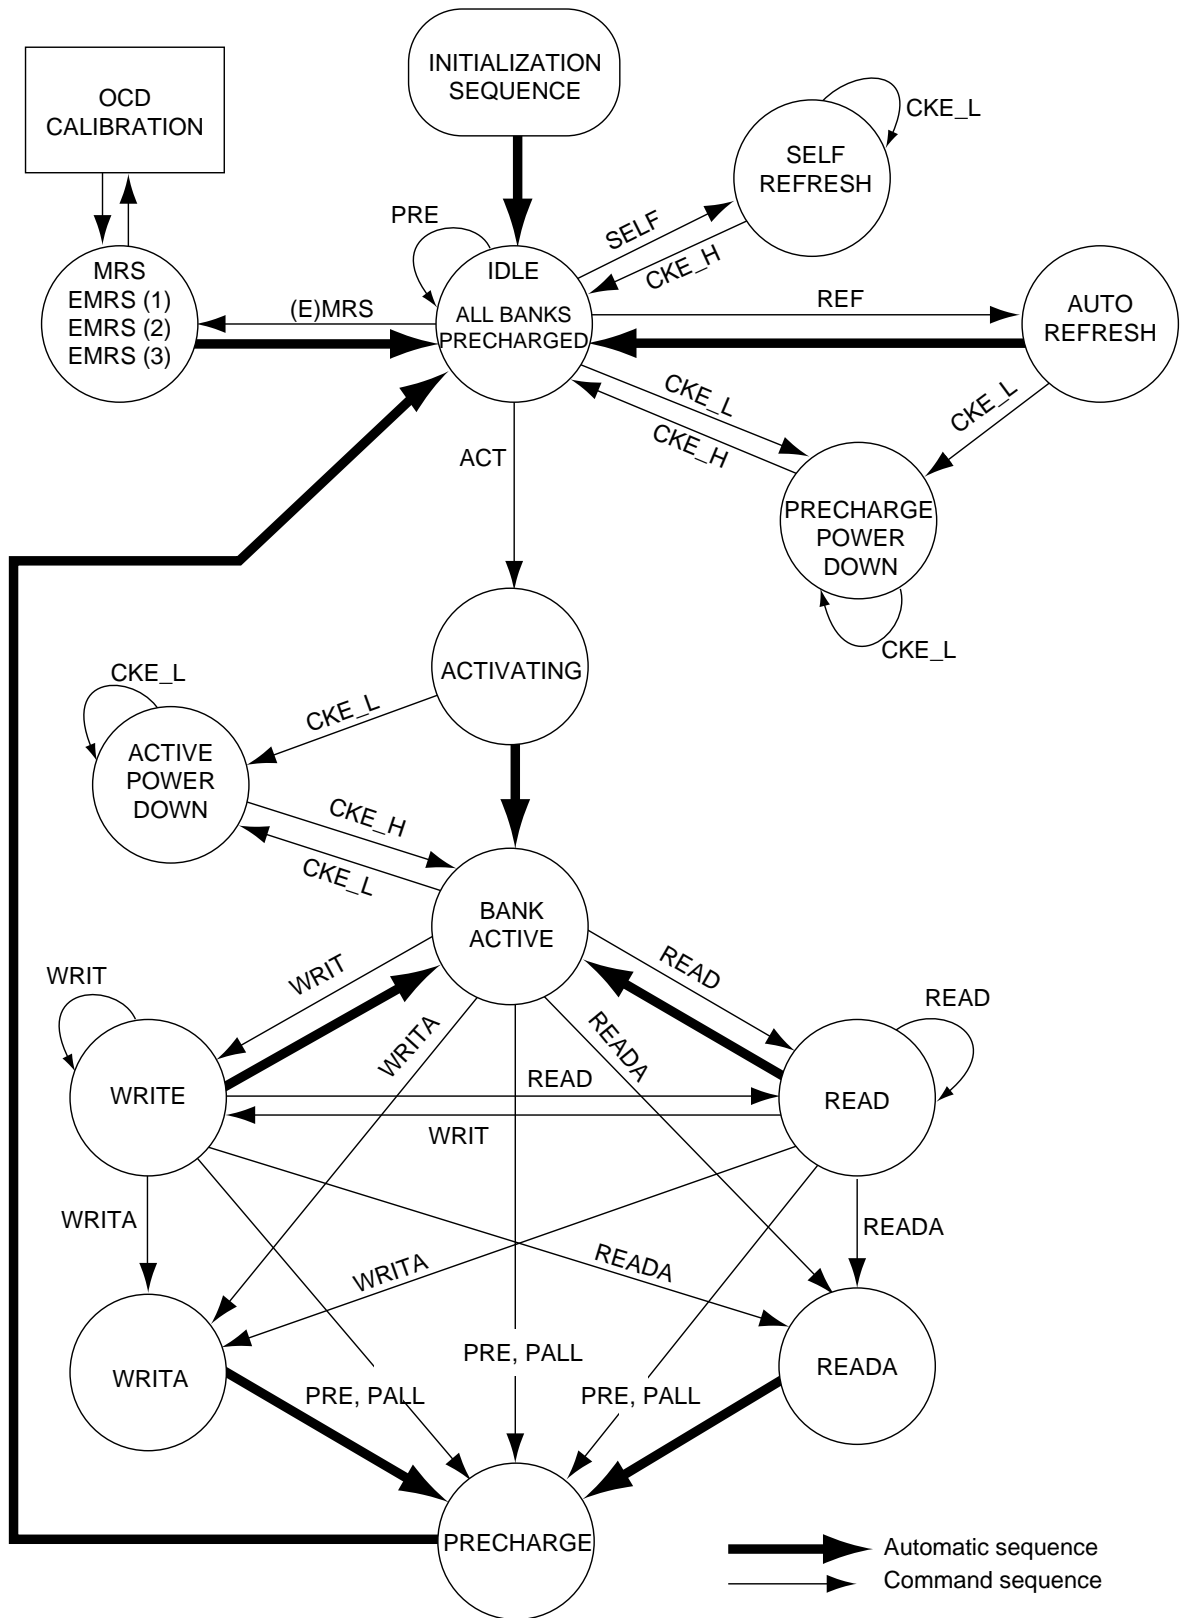 INITIALIZATION
SEQUENCE
OCD
CALIBRATION
CKE_L
SELF
REFRESH
PRE
SELF
CKE_H
MRS
EMRS (1)
EMRS (2)
EMRS (3)
(E)MRS
IDLE
ALL BANKS
PRECHARGED
REF
AUTO
REFRESH
CKE_L
CKE_H
CKE_L
ACT
PRECHARGE
POWER
DOWN
CKE_L
ACTIVATING
CKE_L
CKE_L
ACTIVE
POWER
DOWN
CKE_H
CKE_L
BANK
ACTIVE
WRIT
WRIT
READ
READ
WRITA
READA
WRITE
READ
READ
WRIT
WRITA
READA
WRITA
READA
WRITA
PRE, PALL
PRE, PALL
PRE, PALL
READA
PRECHARGE
Automatic sequence
Command sequence